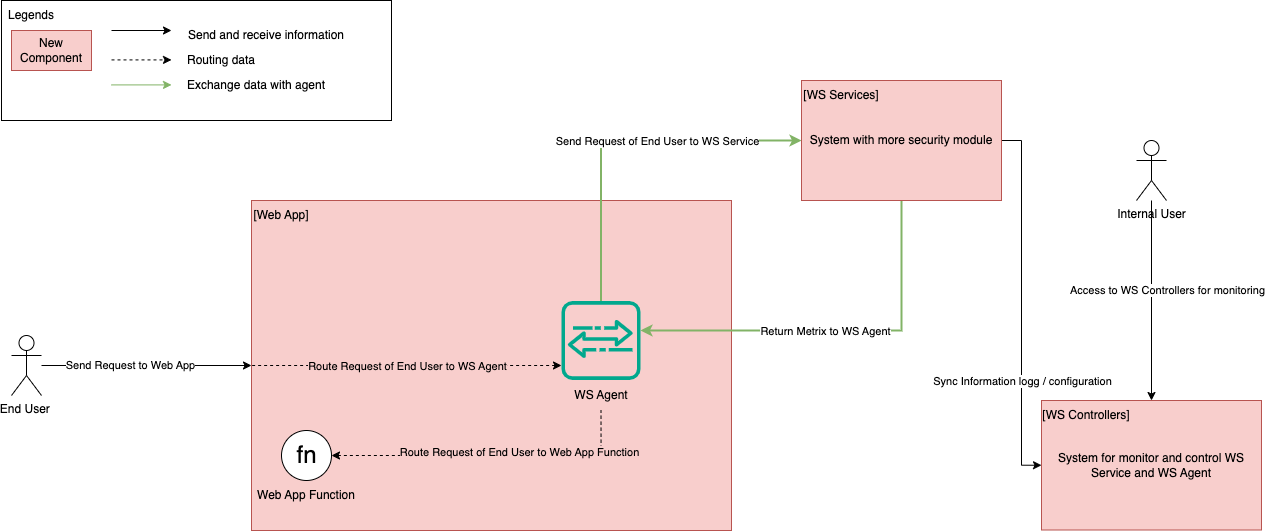 Legends
New
Component
Send and receive information
Routing data
Exchange data with agent
[WS Services]
System with more security module
Send Request of End User to WS Service
Internal User
[Web App]
Access to WS Controllers for monitoring
Return Metrix to WS Agent
Send Request to Web App
Route Request of End User to WS Agent
End User
WS Agent
Sync Information logg / configuration
[WS Controllers]
System for monitor and control WS
Service and WS Agent
fn
Route Request of End User to Web App Function
Web App Function